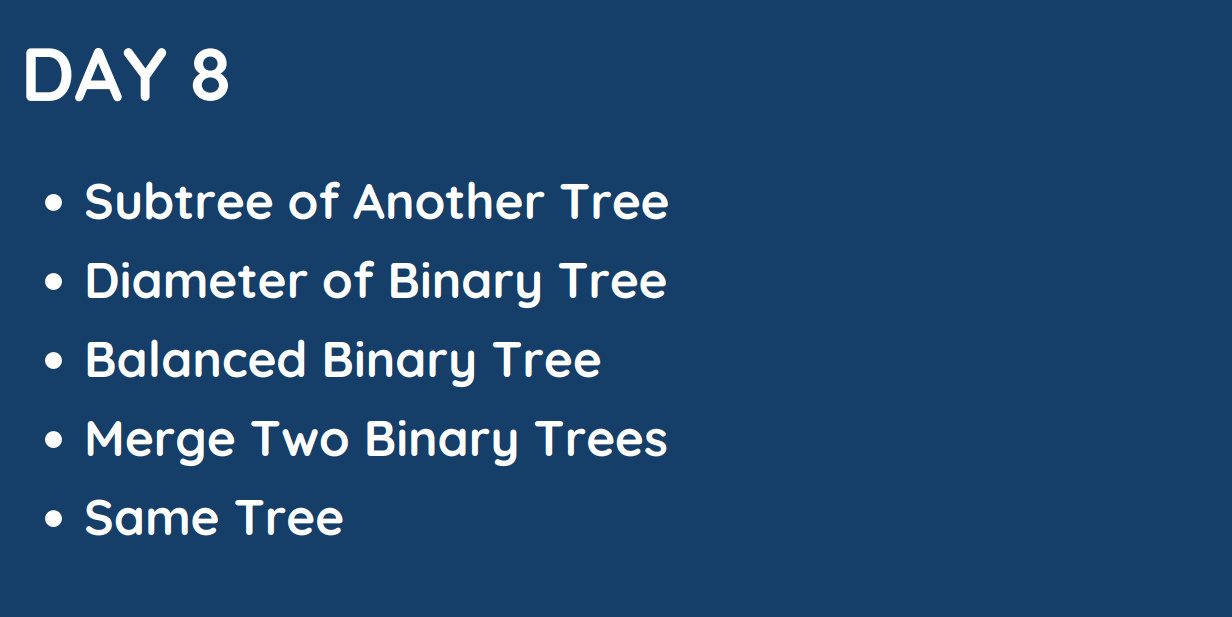 DAY 8
• Subtree of Another Tree
• Diameter of Binary Tree
• Balanced Binary Tree
• Merge Two Binary Trees
• Same Tree